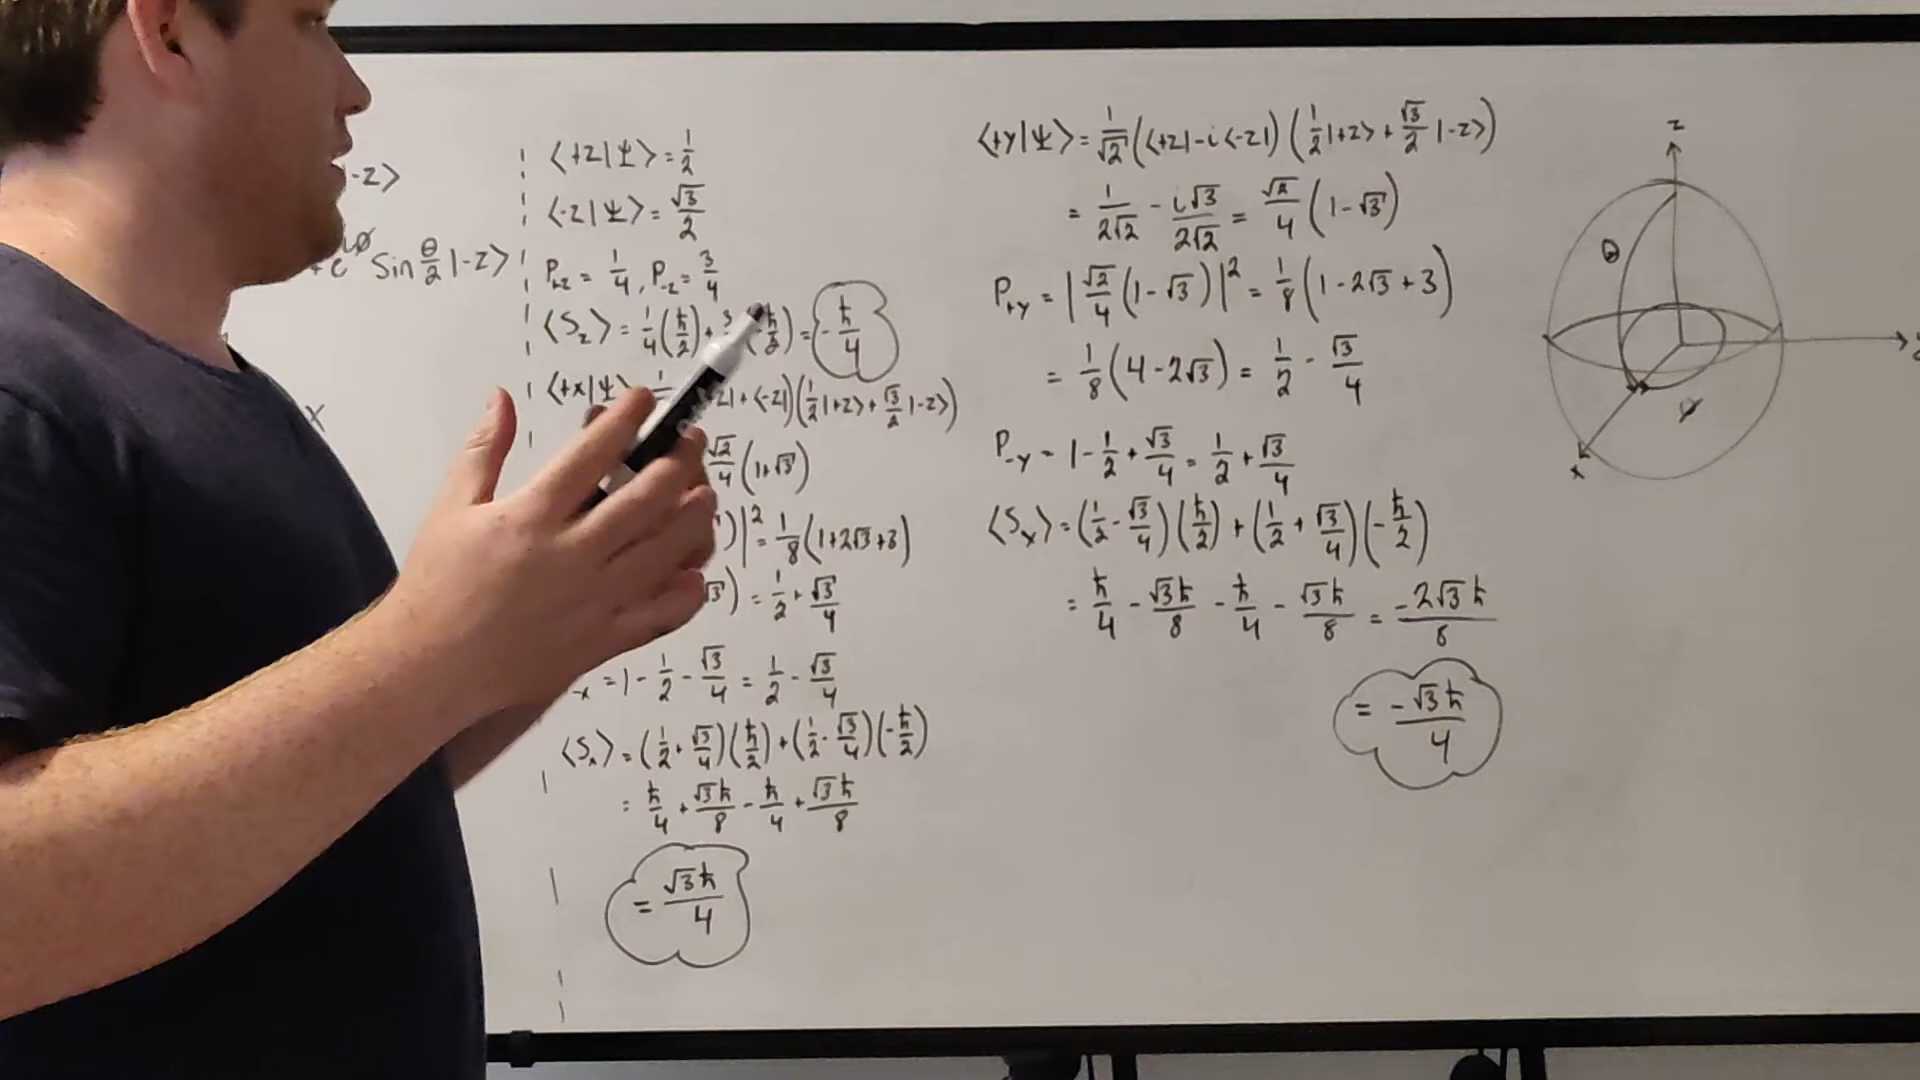 -z>
+ e^{iø} Sin θ/2 |-z>
x
<+z|Ψ> = 1/2
<-z|Ψ> = √3/2
P+z = 1/4 , P-z = 3/4
<Sz> = 1/4 (ħ/2) + 3 (-ħ/2) = -ħ/4
<+x|Ψ> z| + <-z|) (1/2 |+z> + √3/2 |-z>)
√2/4 (1+√3)
)|² = 1/8 (1+2√3+3)
√3) = 1/2 + √3/4
-x = 1 - 1/2 - √3/4 = 1/2 - √3/4
<Sx> = (1/2 + √3/4)(ħ/2) + (1/2 - √3/4)(-ħ/2)
= ħ/4 + √3ħ/8 - ħ/4 + √3ħ/8
= √3ħ/4
<+y|Ψ> = 1/√2 (<+z| - i<-z|) (1/2 |+z> + √3/2 |-z>)
= 1/2√2 - i√3/2√2 = √2/4 (1-√3)
P+y = |√2/4 (1-√3)|² = 1/8 (1 - 2√3 + 3)
= 1/8 (4 - 2√3) = 1/2 - √3/4
P-y = 1 - 1/2 + √3/4 = 1/2 + √3/4
<Sx> = (1/2 - √3/4)(ħ/2) + (1/2 + √3/4)(-ħ/2)
= ħ/4 - √3ħ/8 - ħ/4 - √3ħ/8 = -2√3ħ/8
= -√3ħ/4
z
θ
x